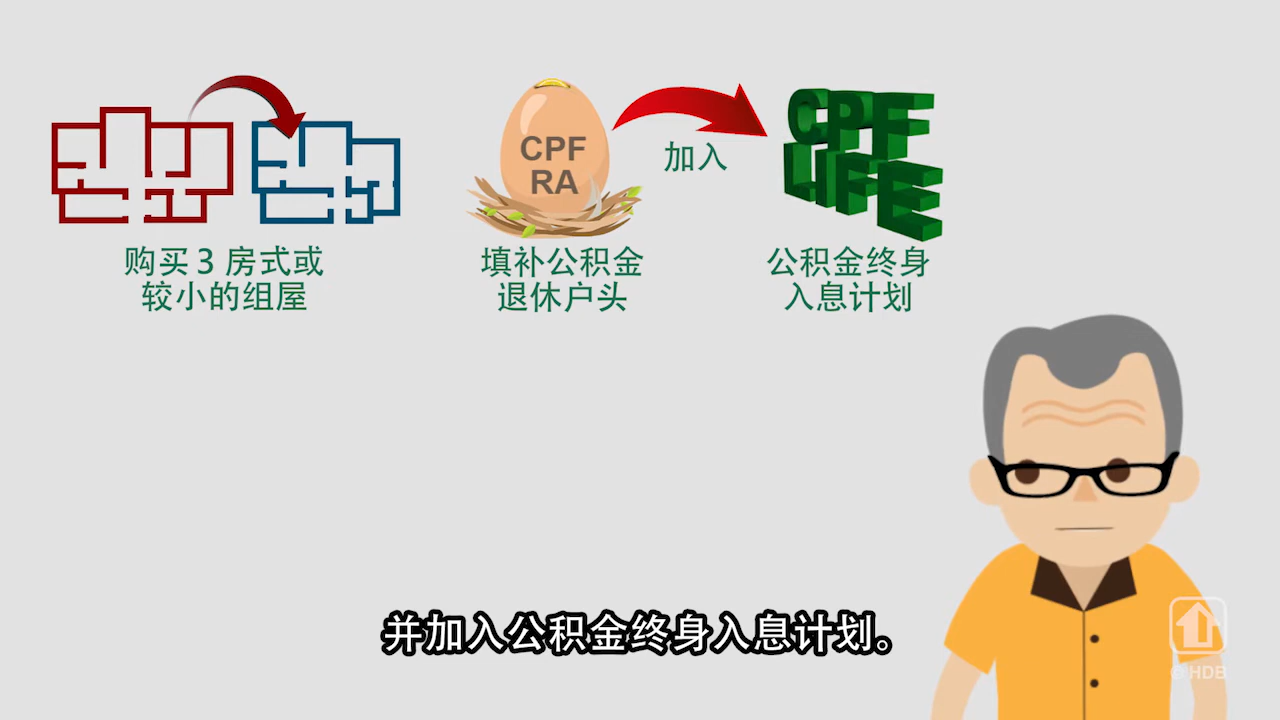 CPF
RA
加入
CPF
LIFE
购买3房式或
较小的组屋
填补公积金
退休户头
公积金终身
入息计划
并加入公积金终身入息计划。
@HDB